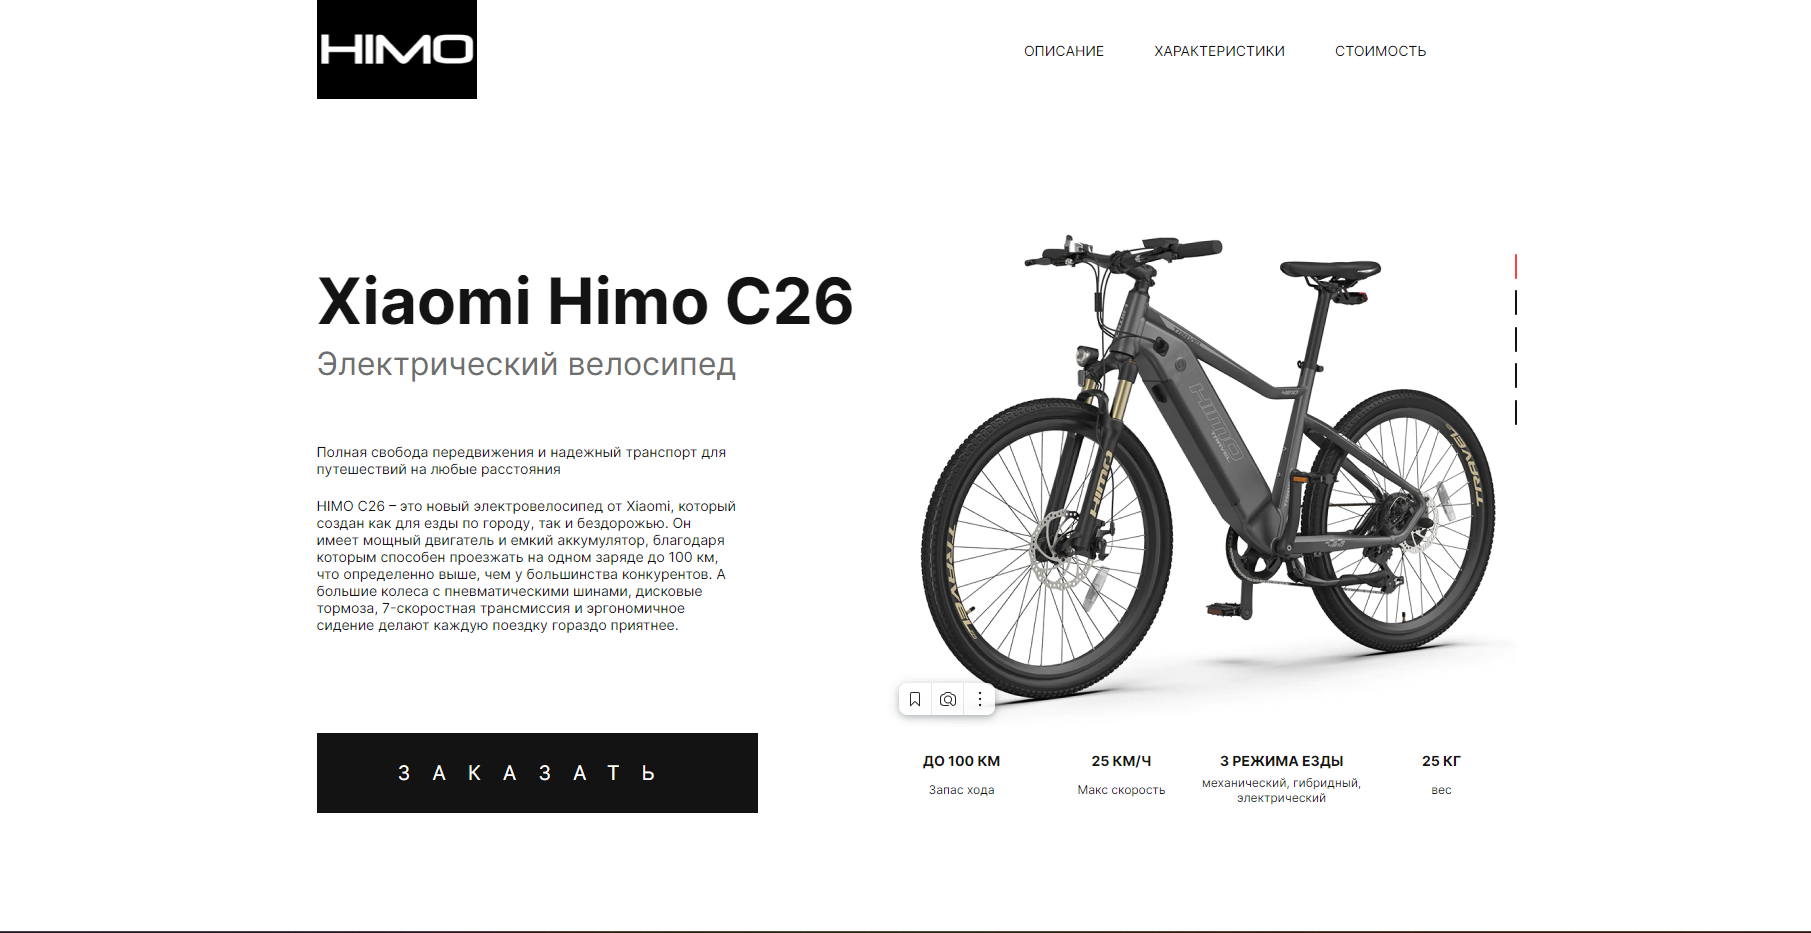 HIMO
ОПИСАНИЕ
ХАРАКТЕРИСТИКИ
СТОИМОСТЬ
Xiaomi Himo C26
Электрический велосипед
Полная свобода передвижения и надежный транспорт для
путешествий на любые расстояния
HIMO C26 – это новый электровелосипед от Xiaomi, который
создан как для езды по городу, так и бездорожью. Он
имеет мощный двигатель и емкий аккумулятор, благодаря
которым способен проезжать на одном заряде до 100 км,
что определенно выше, чем у большинства конкурентов. А
большие колеса с пневматическими шинами, дисковые
тормоза, 7-скоростная трансмиссия и эргономичное
сидение делают каждую поездку гораздо приятнее.
ЗАКАЗАТЬ
HIMO
TRAVEL
TRAVEL
TRAVEL
ДО 100 КМ
Запас хода
25 КМ/Ч
Макс скорость
3 РЕЖИМА ЕЗДЫ
механический, гибридный,
электрический
25 КГ
вес